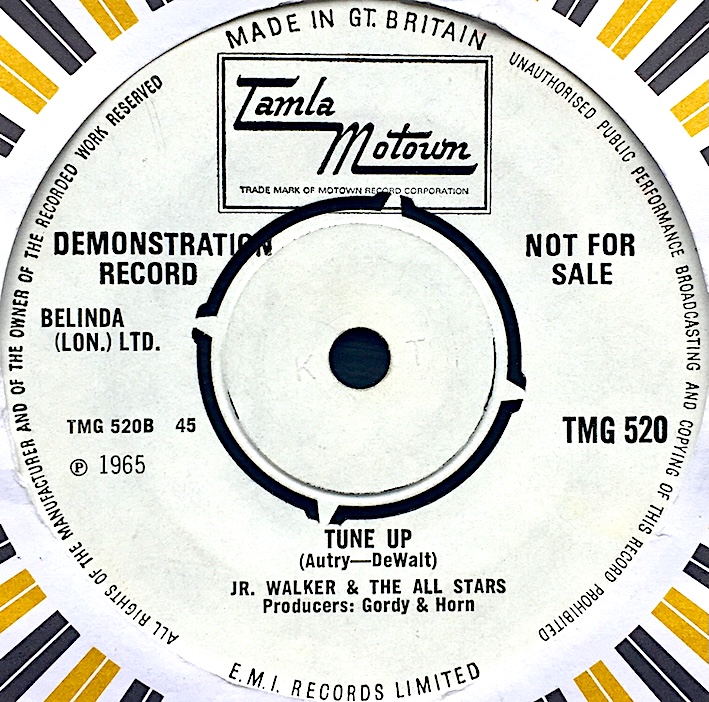 MADE IN GT. BRITAIN
UNAUTHORISED PUBLIC PERFORMANCE BROADCASTING AND COPYING OF THIS RECORD PROHIBITED
ALL RIGHTS OF THE MANUFACTURER AND OF THE OWNER OF THE RECORDED WORK RESERVED
Tamla
Motown
TRADE MARK OF MOTOWN RECORD CORPORATION
DEMONSTRATION
RECORD
NOT FOR
SALE
BELINDA
(LON.) LTD.
TMG 520B 45
TMG 520
℗ 1965
TUNE UP
(Autry—DeWalt)
JR. WALKER & THE ALL STARS
Producers: Gordy & Horn
E.M.I. RECORDS LIMITED